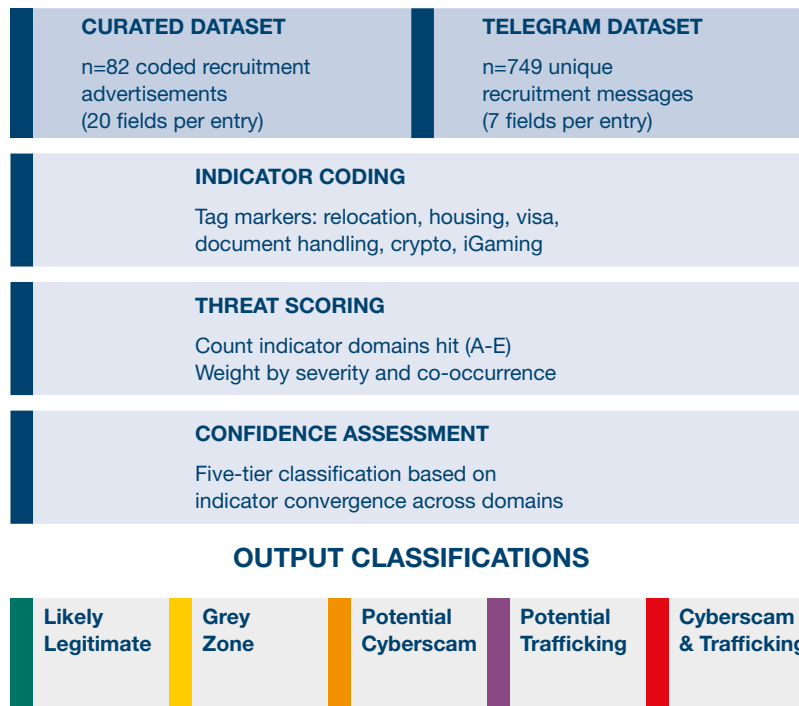 CURATED DATASET
n=82 coded recruitment
advertisements
(20 fields per entry)
TELEGRAM DATASET
n=749 unique
recruitment messages
(7 fields per entry)
INDICATOR CODING
Tag markers: relocation, housing, visa,
document handling, crypto, iGaming
THREAT SCORING
Count indicator domains hit (A-E)
Weight by severity and co-occurrence
CONFIDENCE ASSESSMENT
Five-tier classification based on
indicator convergence across domains
OUTPUT CLASSIFICATIONS
Likely
Legitimate
Grey
Zone
Potential
Cyberscam
Potential
Trafficking
Cyberscam
& Trafficking